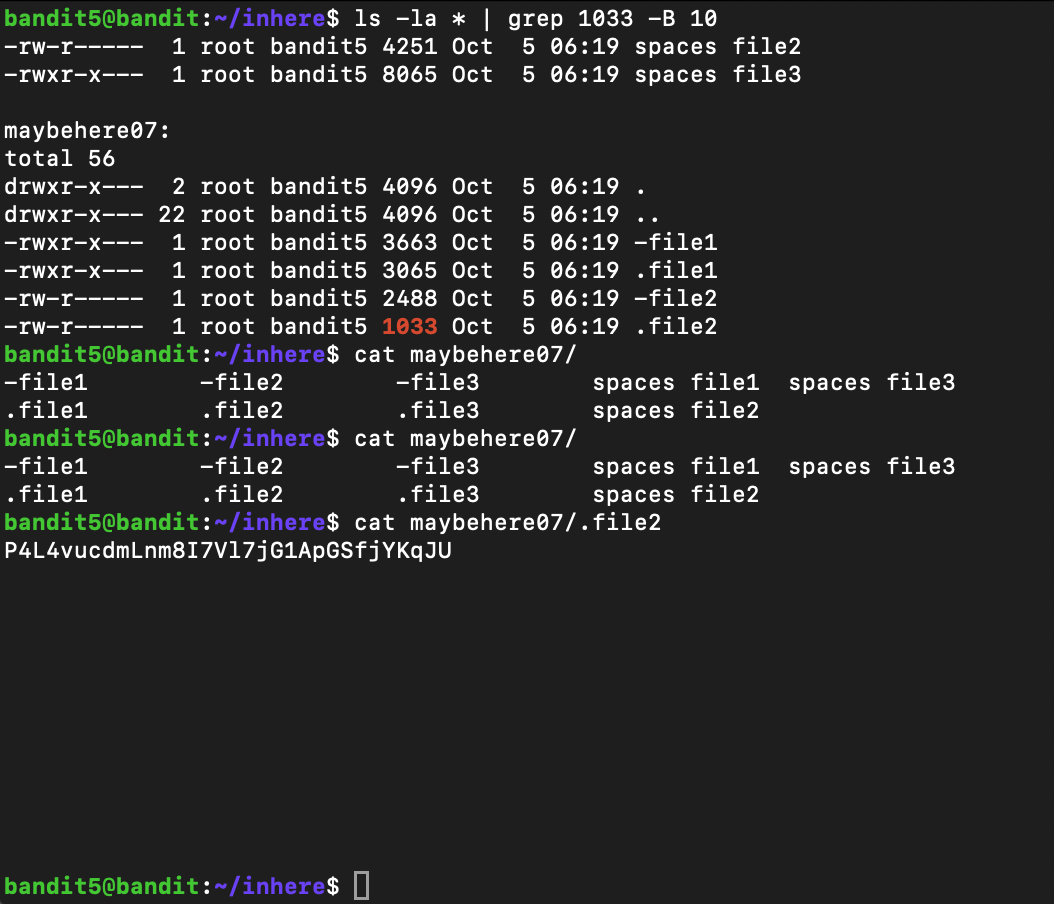 bandit5@bandit:~/inhere$ ls -la * | grep 1033 -B 10
-rw-r-----  1 root bandit5 4251 Oct  5 06:19 spaces file2
-rwxr-x---  1 root bandit5 8065 Oct  5 06:19 spaces file3

maybehere07:
total 56
drwxr-x---  2 root bandit5 4096 Oct  5 06:19 .
drwxr-x--- 22 root bandit5 4096 Oct  5 06:19 ..
-rwxr-x---  1 root bandit5 3663 Oct  5 06:19 -file1
-rwxr-x---  1 root bandit5 3065 Oct  5 06:19 .file1
-rw-r-----  1 root bandit5 2488 Oct  5 06:19 -file2
-rw-r-----  1 root bandit5 1033 Oct  5 06:19 .file2
bandit5@bandit:~/inhere$ cat maybehere07/
-file1        -file2        -file3        spaces file1  spaces file3
.file1        .file2        .file3        spaces file2
bandit5@bandit:~/inhere$ cat maybehere07/
-file1        -file2        -file3        spaces file1  spaces file3
.file1        .file2        .file3        spaces file2
bandit5@bandit:~/inhere$ cat maybehere07/.file2
P4L4vucdmLnm8I7Vl7jG1ApGSfjYKqJU
bandit5@bandit:~/inhere$